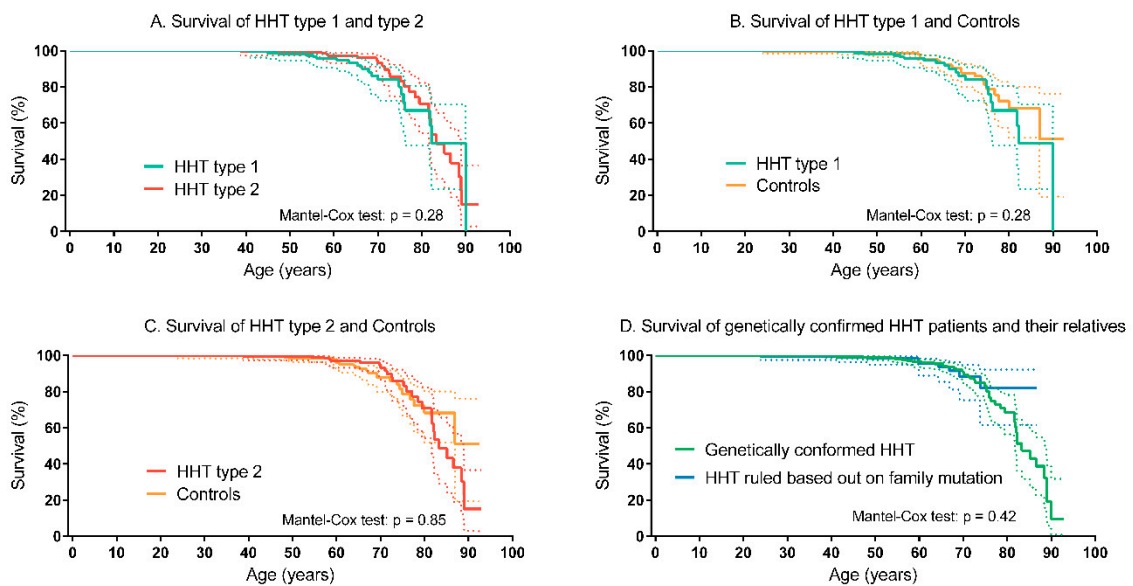 A. Survival of HHT type 1 and type 2
Survival (%)
100
80
60
40
20
0
HHT type 1
HHT type 2
Mantel-Cox test: p = 0.28
0 10 20 30 40 50 60 70 80 90 100
Age (years)
B. Survival of HHT type 1 and Controls
Survival (%)
100
80
60
40
20
0
HHT type 1
Controls
Mantel-Cox test: p = 0.28
0 10 20 30 40 50 60 70 80 90 100
Age (years)
C. Survival of HHT type 2 and Controls
Survival (%)
100
80
60
40
20
0
HHT type 2
Controls
Mantel-Cox test: p = 0.85
0 10 20 30 40 50 60 70 80 90 100
Age (years)
D. Survival of genetically confirmed HHT patients and their relatives
Survival (%)
100
80
60
40
20
0
Genetically conformed HHT
HHT ruled based out on family mutation
Mantel-Cox test: p = 0.42
0 10 20 30 40 50 60 70 80 90 100
Age (years)